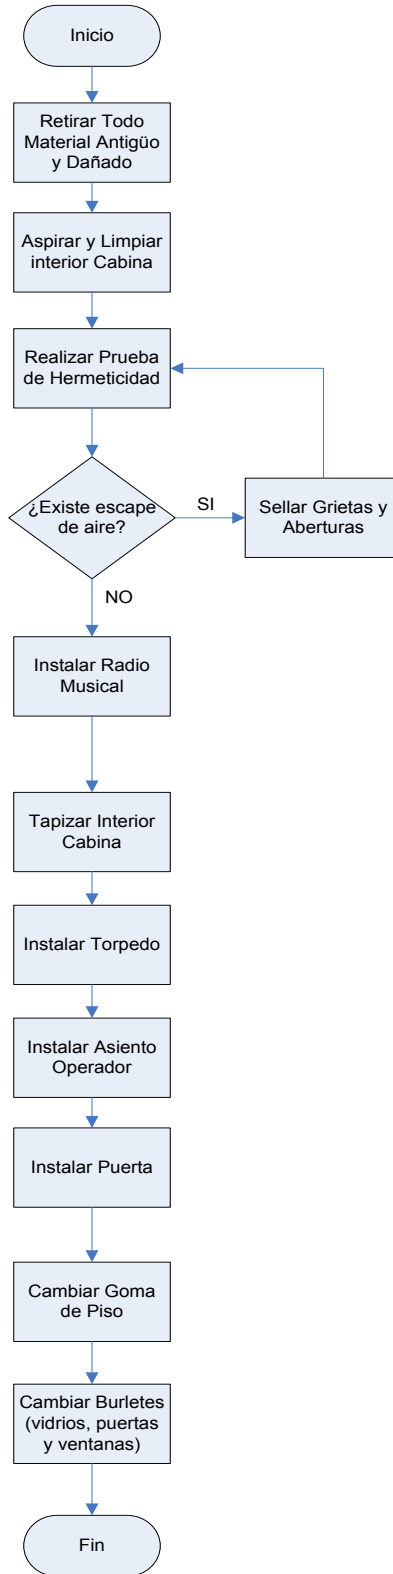 Inicio
Retirar Todo
Material Antigüo
y Dañado
Aspirar y Limpiar
interior Cabina
Realizar Prueba
de Hermeticidad
¿Existe escape
de aire?
SI
Sellar Grietas y
Aberturas
NO
Instalar Radio
Musical
Tapizar Interior
Cabina
Instalar Torpedo
Instalar Asiento
Operador
Instalar Puerta
Cambiar Goma
de Piso
Cambiar Burletes
(vidrios, puertas
y ventanas)
Fin